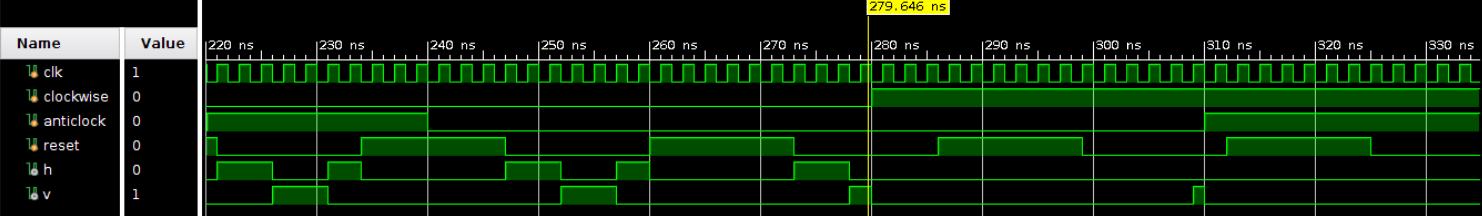 279.646 ns
Name Value 220 ns 230 ns 240 ns 250 ns 260 ns 270 ns 280 ns 290 ns 300 ns 310 ns 320 ns 330 ns
clk 1
clockwise 0
anticlock 0
reset 0
h 0
v 1